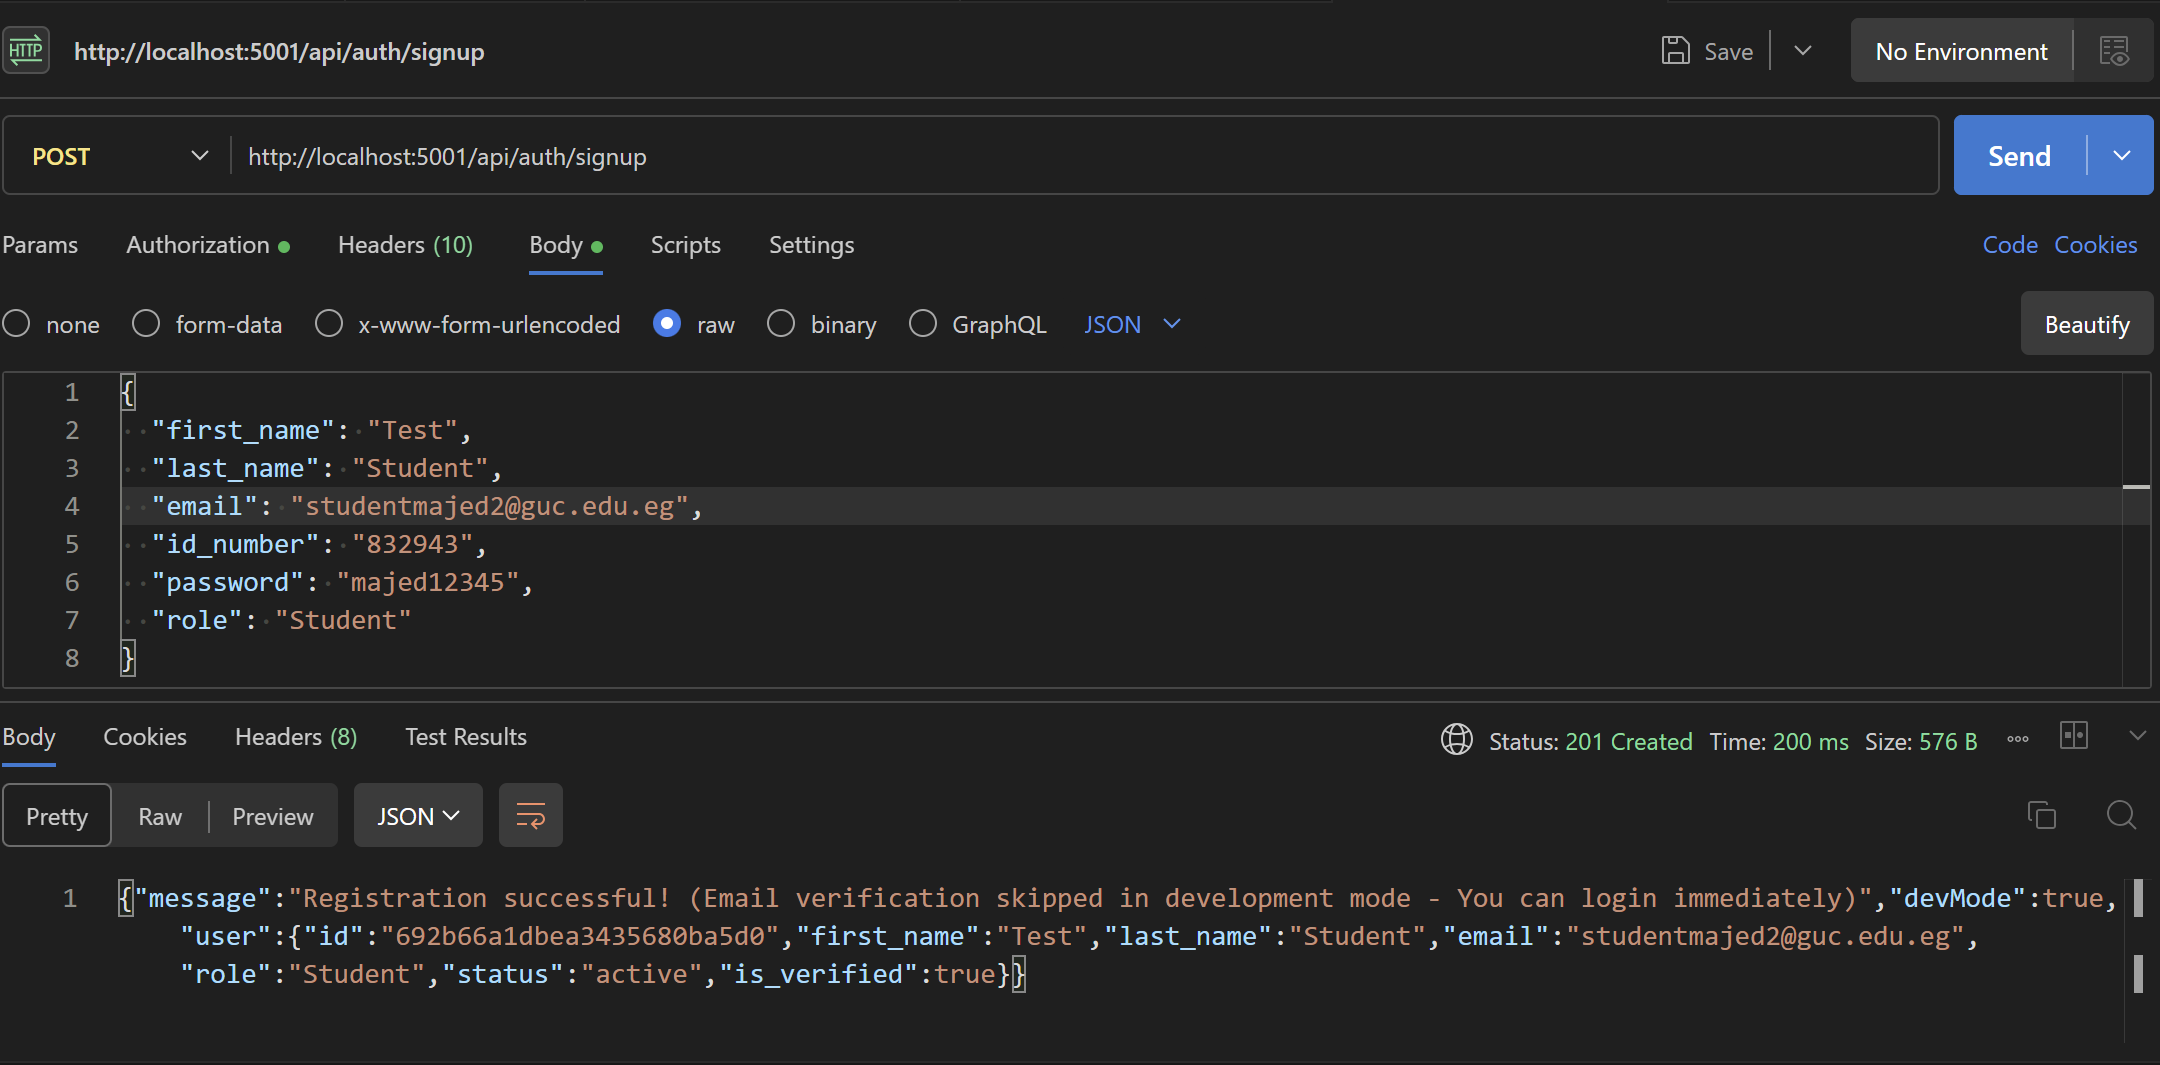 HTTP http://localhost:5001/api/auth/signup Save No Environment
POST http://localhost:5001/api/auth/signup Send
Params Authorization Headers (10) Body Scripts Settings Code Cookies
none form-data x-www-form-urlencoded raw binary GraphQL JSON Beautify
1 {
2 "first_name": "Test",
3 "last_name": "Student",
4 "email": "studentmajed2@guc.edu.eg",
5 "id_number": "832943",
6 "password": "majed12345",
7 "role": "Student"
8 }
Body Cookies Headers (8) Test Results Status: 201 Created Time: 200 ms Size: 576 B
Pretty Raw Preview JSON
1 {"message":"Registration successful! (Email verification skipped in development mode - You can login immediately)","devMode":true,
"user":{"id":"692b66a1dbea3435680ba5d0","first_name":"Test","last_name":"Student","email":"studentmajed2@guc.edu.eg",
"role":"Student","status":"active","is_verified":true}}